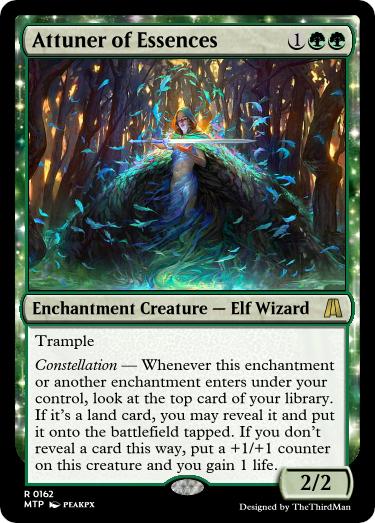 Attuner of Essences 1
Enchantment Creature — Elf Wizard
Trample
Constellation — Whenever this enchantment
or another enchantment enters under your
control, look at the top card of your library.
If it's a land card, you may reveal it and put
it onto the battlefield tapped. If you don't
reveal a card this way, put a +1/+1 counter
on this creature and you gain 1 life.
2/2
R 0162
MTP PEAKPX
Designed by TheThirdMan